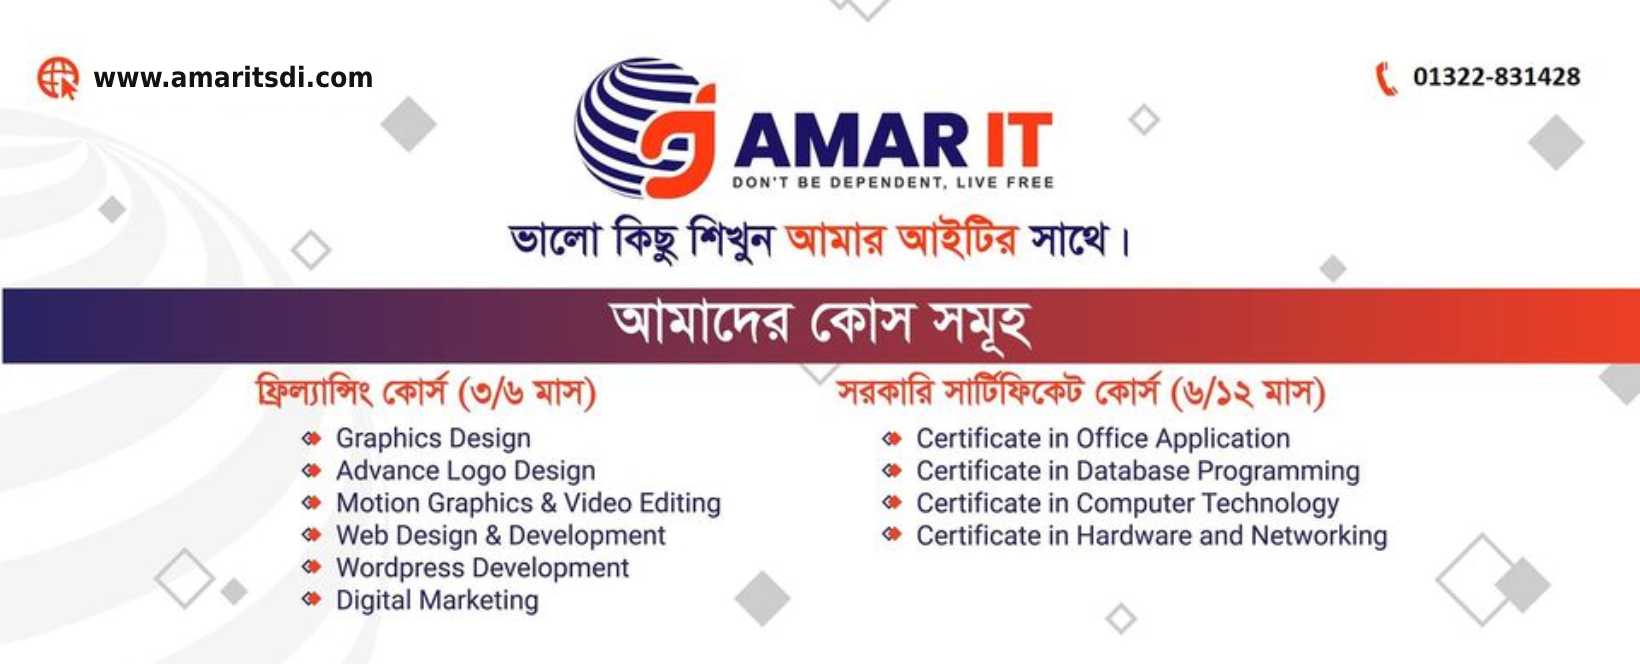 www.amaritsdi.com
01322-831428
AMAR IT
DON'T BE DEPENDENT, LIVE FREE
ভালো কিছু শিখুন আমার আইটির সাথে।
আমাদের কোস সমূহ
ফ্রিল্যান্সিং কোর্স (৩/৬ মাস)
Graphics Design
Advance Logo Design
Motion Graphics & Video Editing
Web Design & Development
Wordpress Development
Digital Marketing
সরকারি সার্টিফিকেট কোর্স (৬/১২ মাস)
Certificate in Office Application
Certificate in Database Programming
Certificate in Computer Technology
Certificate in Hardware and Networking